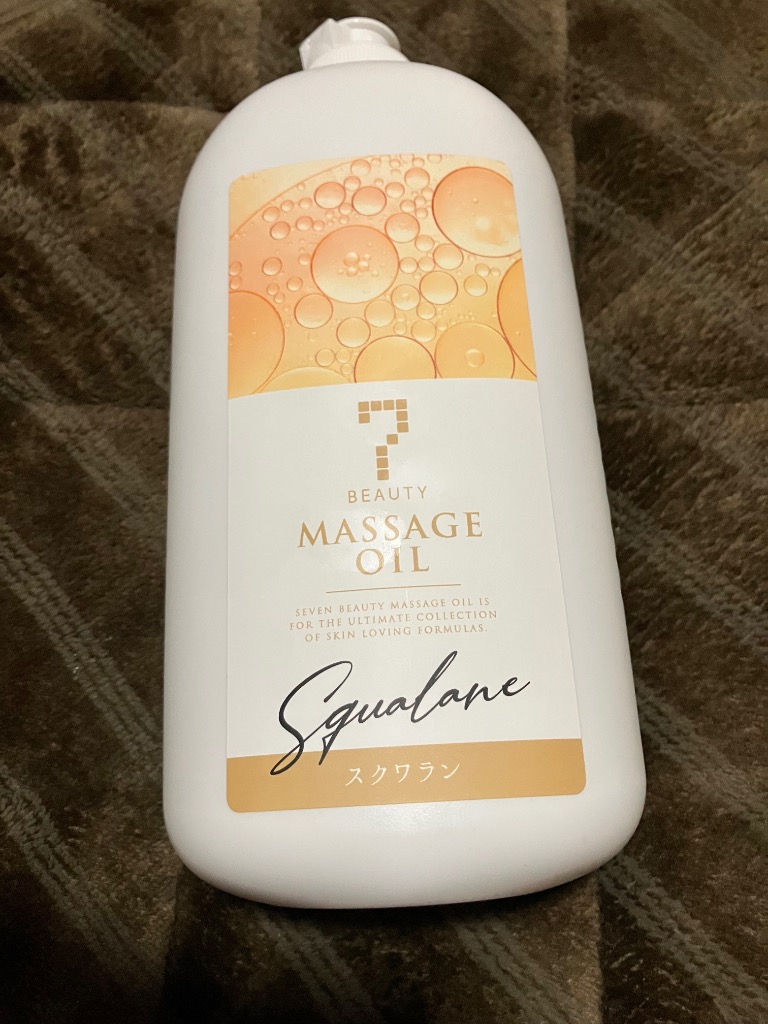 7
BEAUTY
MASSAGE
OIL
SEVEN BEAUTY MASSAGE OIL IS
FOR THE ULTIMATE COLLECTION
OF SKIN LOVING FORMULAS.
Squalane
スクワラン